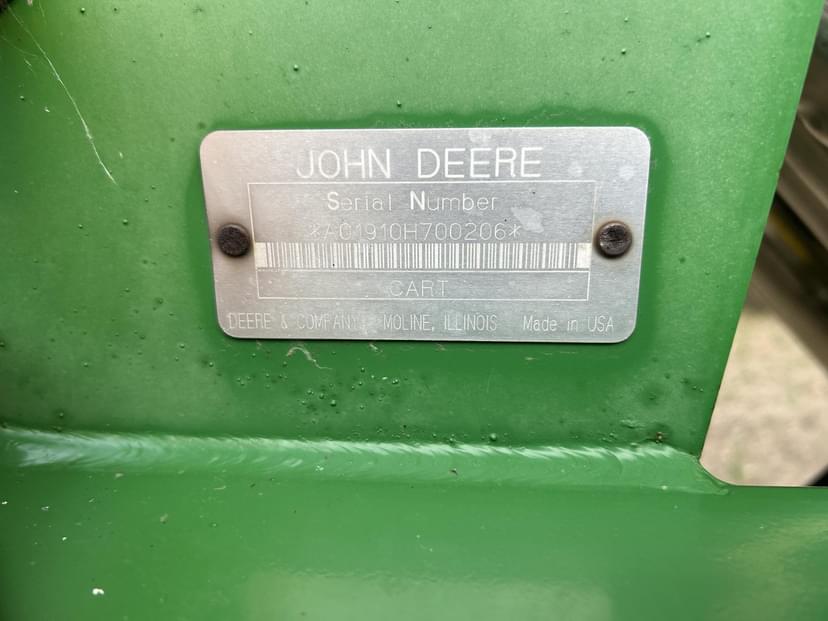 JOHN DEERE
Serial Number
*A01910H700206*
CART
DEERE & COMPANY MOLINE, ILLINOIS Made in USA